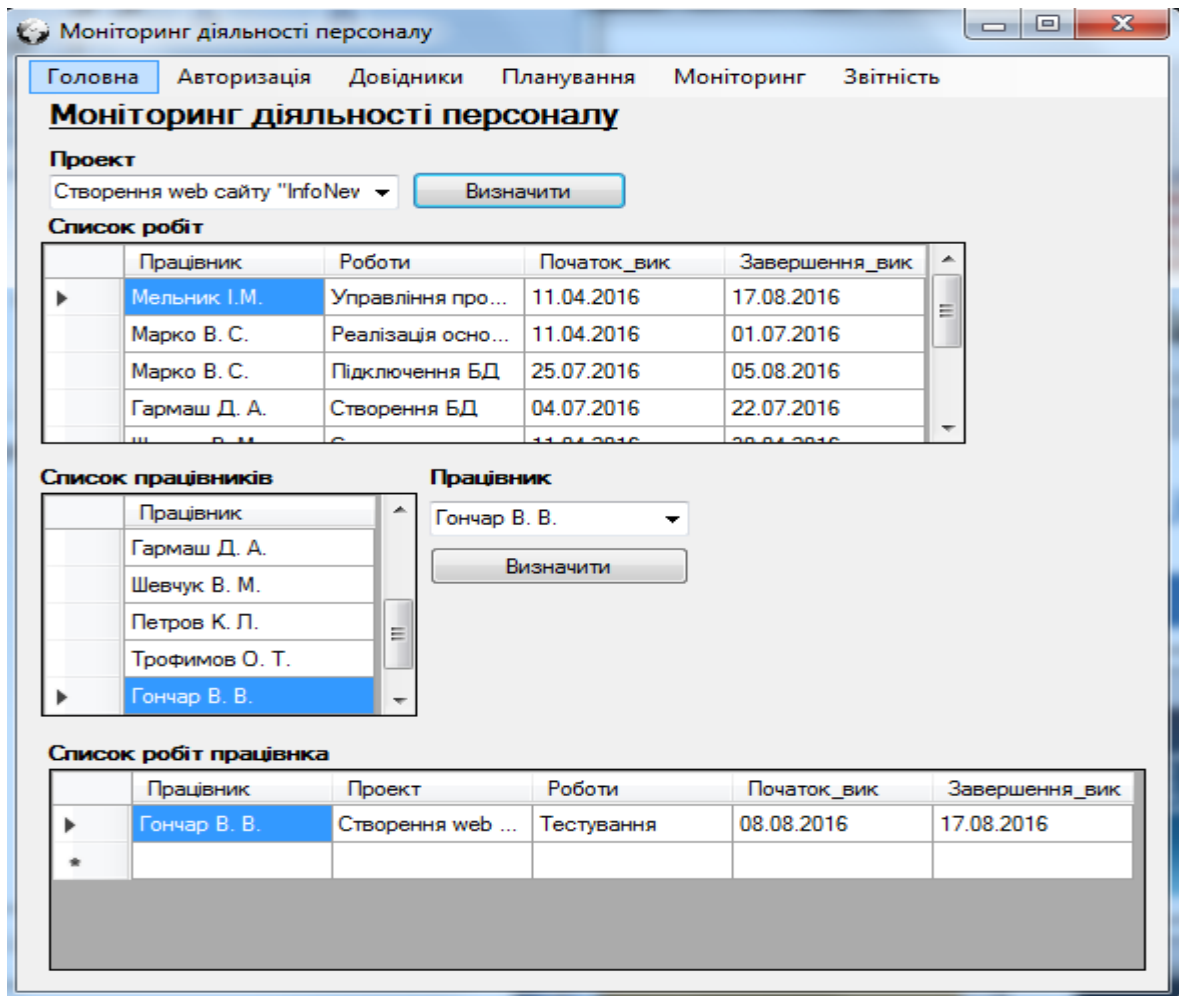 Моніторинг діяльності персоналу
Головна Авторизація Довідники Планування Моніторинг Звітність
Моніторинг діяльності персоналу
Проект
Створення web сайту "InfoNev Визначити
Список робіт
Працівник Роботи Початок_вик Завершення_вик
Мельник І.М. Управління про... 11.04.2016 17.08.2016
Марко В. С. Реалізація осно... 11.04.2016 01.07.2016
Марко В. С. Підключення БД 25.07.2016 05.08.2016
Гармаш Д. А. Створення БД 04.07.2016 22.07.2016
Список працівників Працівник
Працівник
Гончар В. В.
Гармаш Д. А.
Визначити
Шевчук В. М.
Петров К. Л.
Трофимов О. Т.
Гончар В. В.
Список робіт працівнка
Працівник Проект Роботи Початок_вик Завершення_вик
Гончар В. В. Створення web ... Тестування 08.08.2016 17.08.2016